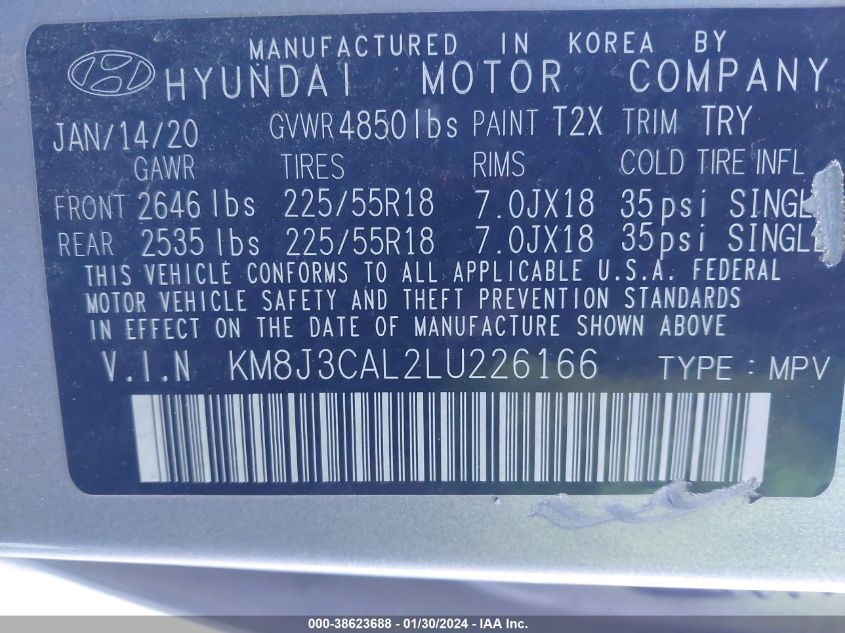 MANUFACTURED IN KOREA BY
HYUNDAI MOTOR COMPANY
JAN/14/20 GVWR 4850 lbs PAINT T2X TRIM TRY
GAWR TIRES RIMS COLD TIRE INFL
FRONT 2646 lbs 225/55R18 7.0JX18 35psi SINGLE
REAR 2535 lbs 225/55R18 7.0JX18 35psi SINGLE
THIS VEHICLE CONFORMS TO ALL APPLICABLE U.S.A. FEDERAL
MOTOR VEHICLE SAFETY AND THEFT PREVENTION STANDARDS
IN EFFECT ON THE DATE OF MANUFACTURE SHOWN ABOVE
V.I.N KM8J3CAL2LU226166 TYPE : MPV
000-38623688 - 01/30/2024 - IAA Inc.